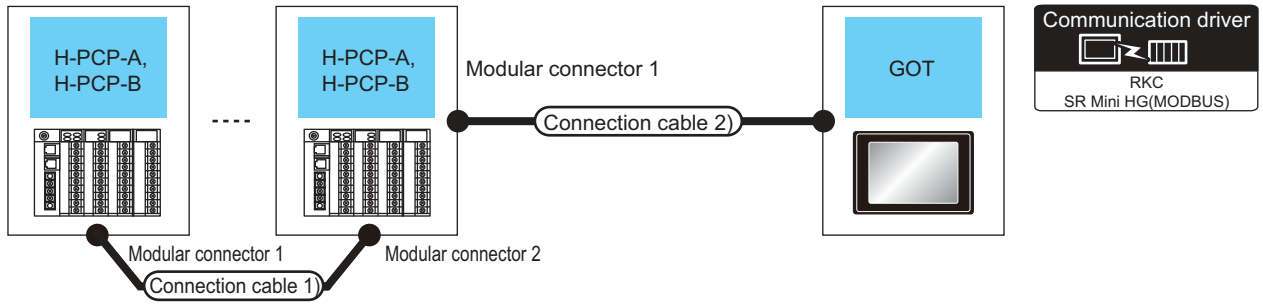 H-PCP-A,
H-PCP-B
H-PCP-A,
H-PCP-B
Modular connector 1
Connection cable 2)
GOT
Communication driver
RKC
SR Mini HG(MODBUS)
Modular connector 1
Modular connector 2
Connection cable 1)